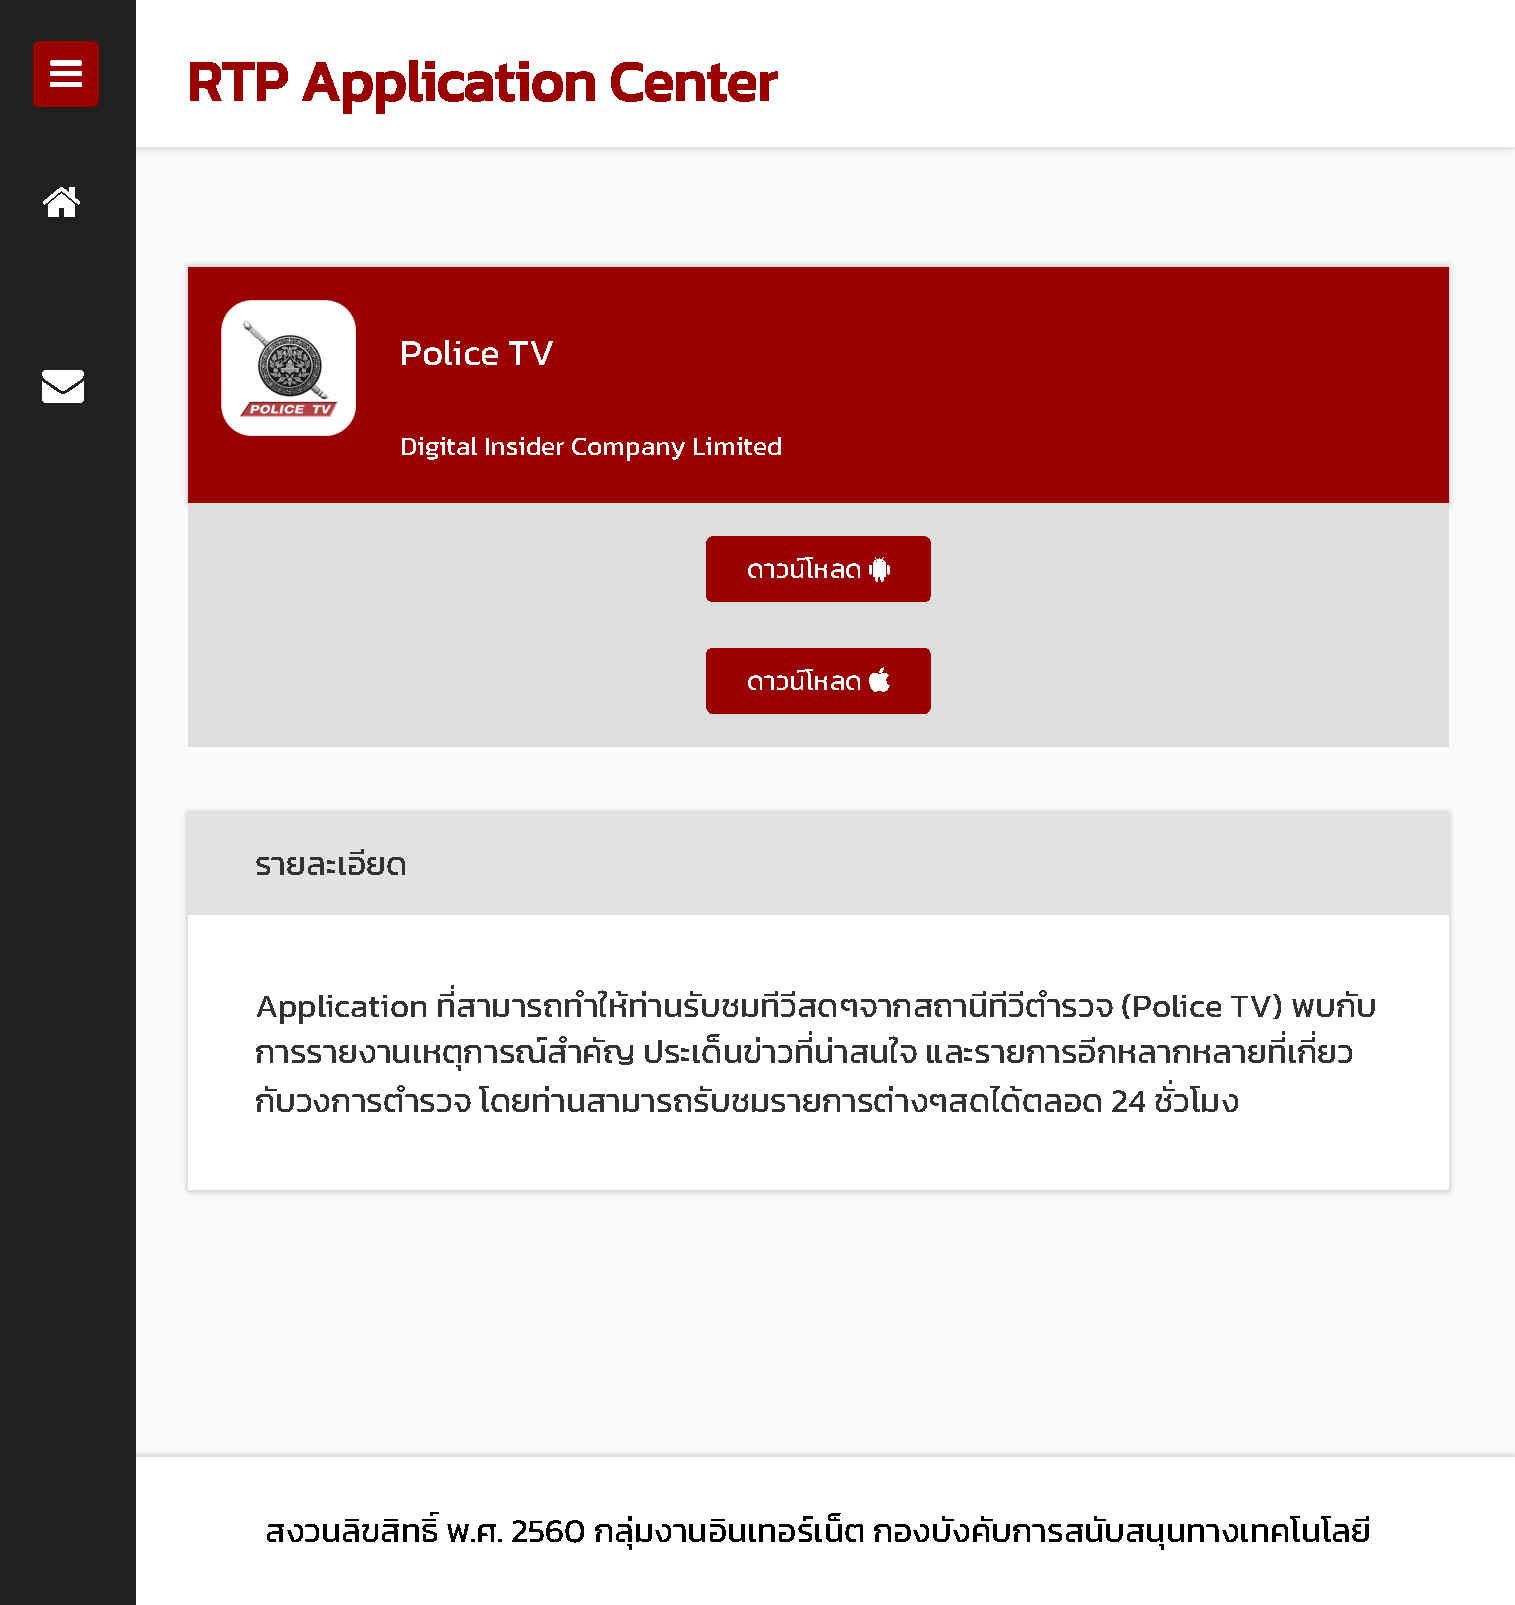 RTP Application Center
POLICE TV
Police TV
Digital Insider Company Limited
ดาวน์โหลด
ดาวน์โหลด
รายละเอียด
Application ที่สามารถทำให้ท่านรับชมทีวีสดๆจากสถานีทีวีตำรวจ (Police TV) พบกับ
การรายงานเหตุการณ์สำคัญ ประเด็นข่าวที่น่าสนใจ และรายการอีกหลากหลายที่เกี่ยว
กับวงการตำรวจ โดยท่านสามารถรับชมรายการต่างๆสดได้ตลอด 24 ชั่วโมง
สงวนลิขสิทธิ์ พ.ศ. 2560 กลุ่มงานอินเทอร์เน็ต กองบังคับการสนับสนุนทางเทคโนโลยี